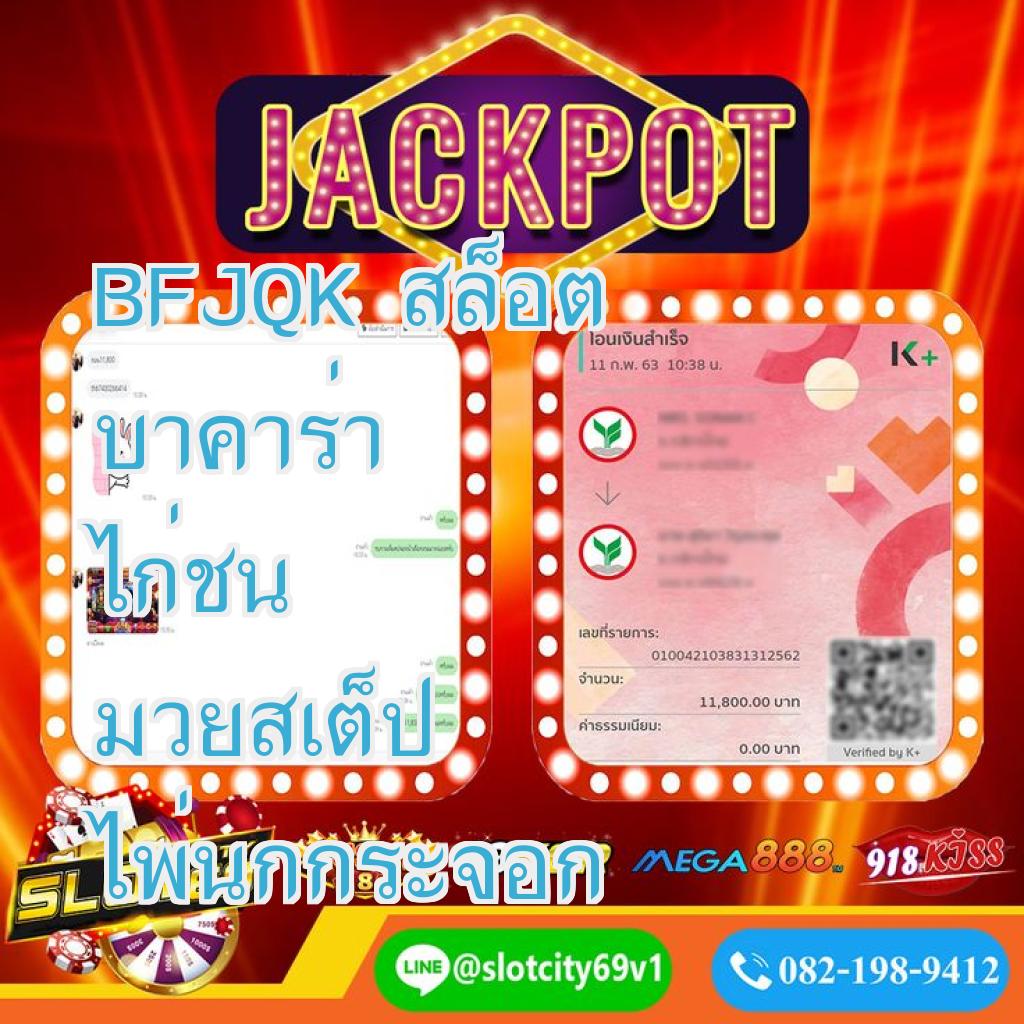 JACKPOT
BFJQK สล็อต
บาคาร่า
ไก่ชน
มวยสเต็ป
ไพ่นกกระจอก
โอนเงินสำเร็จ
11 ก.พ. 63 10:38 น.
K+
เลขที่รายการ:
010042103831312562
จำนวน:
11,800.00 บาท
ค่าธรรมเนียม:
0.00 บาท
Verified by K+
MEGA888
918KISS
LINE @slotcity69v1
082-198-9412